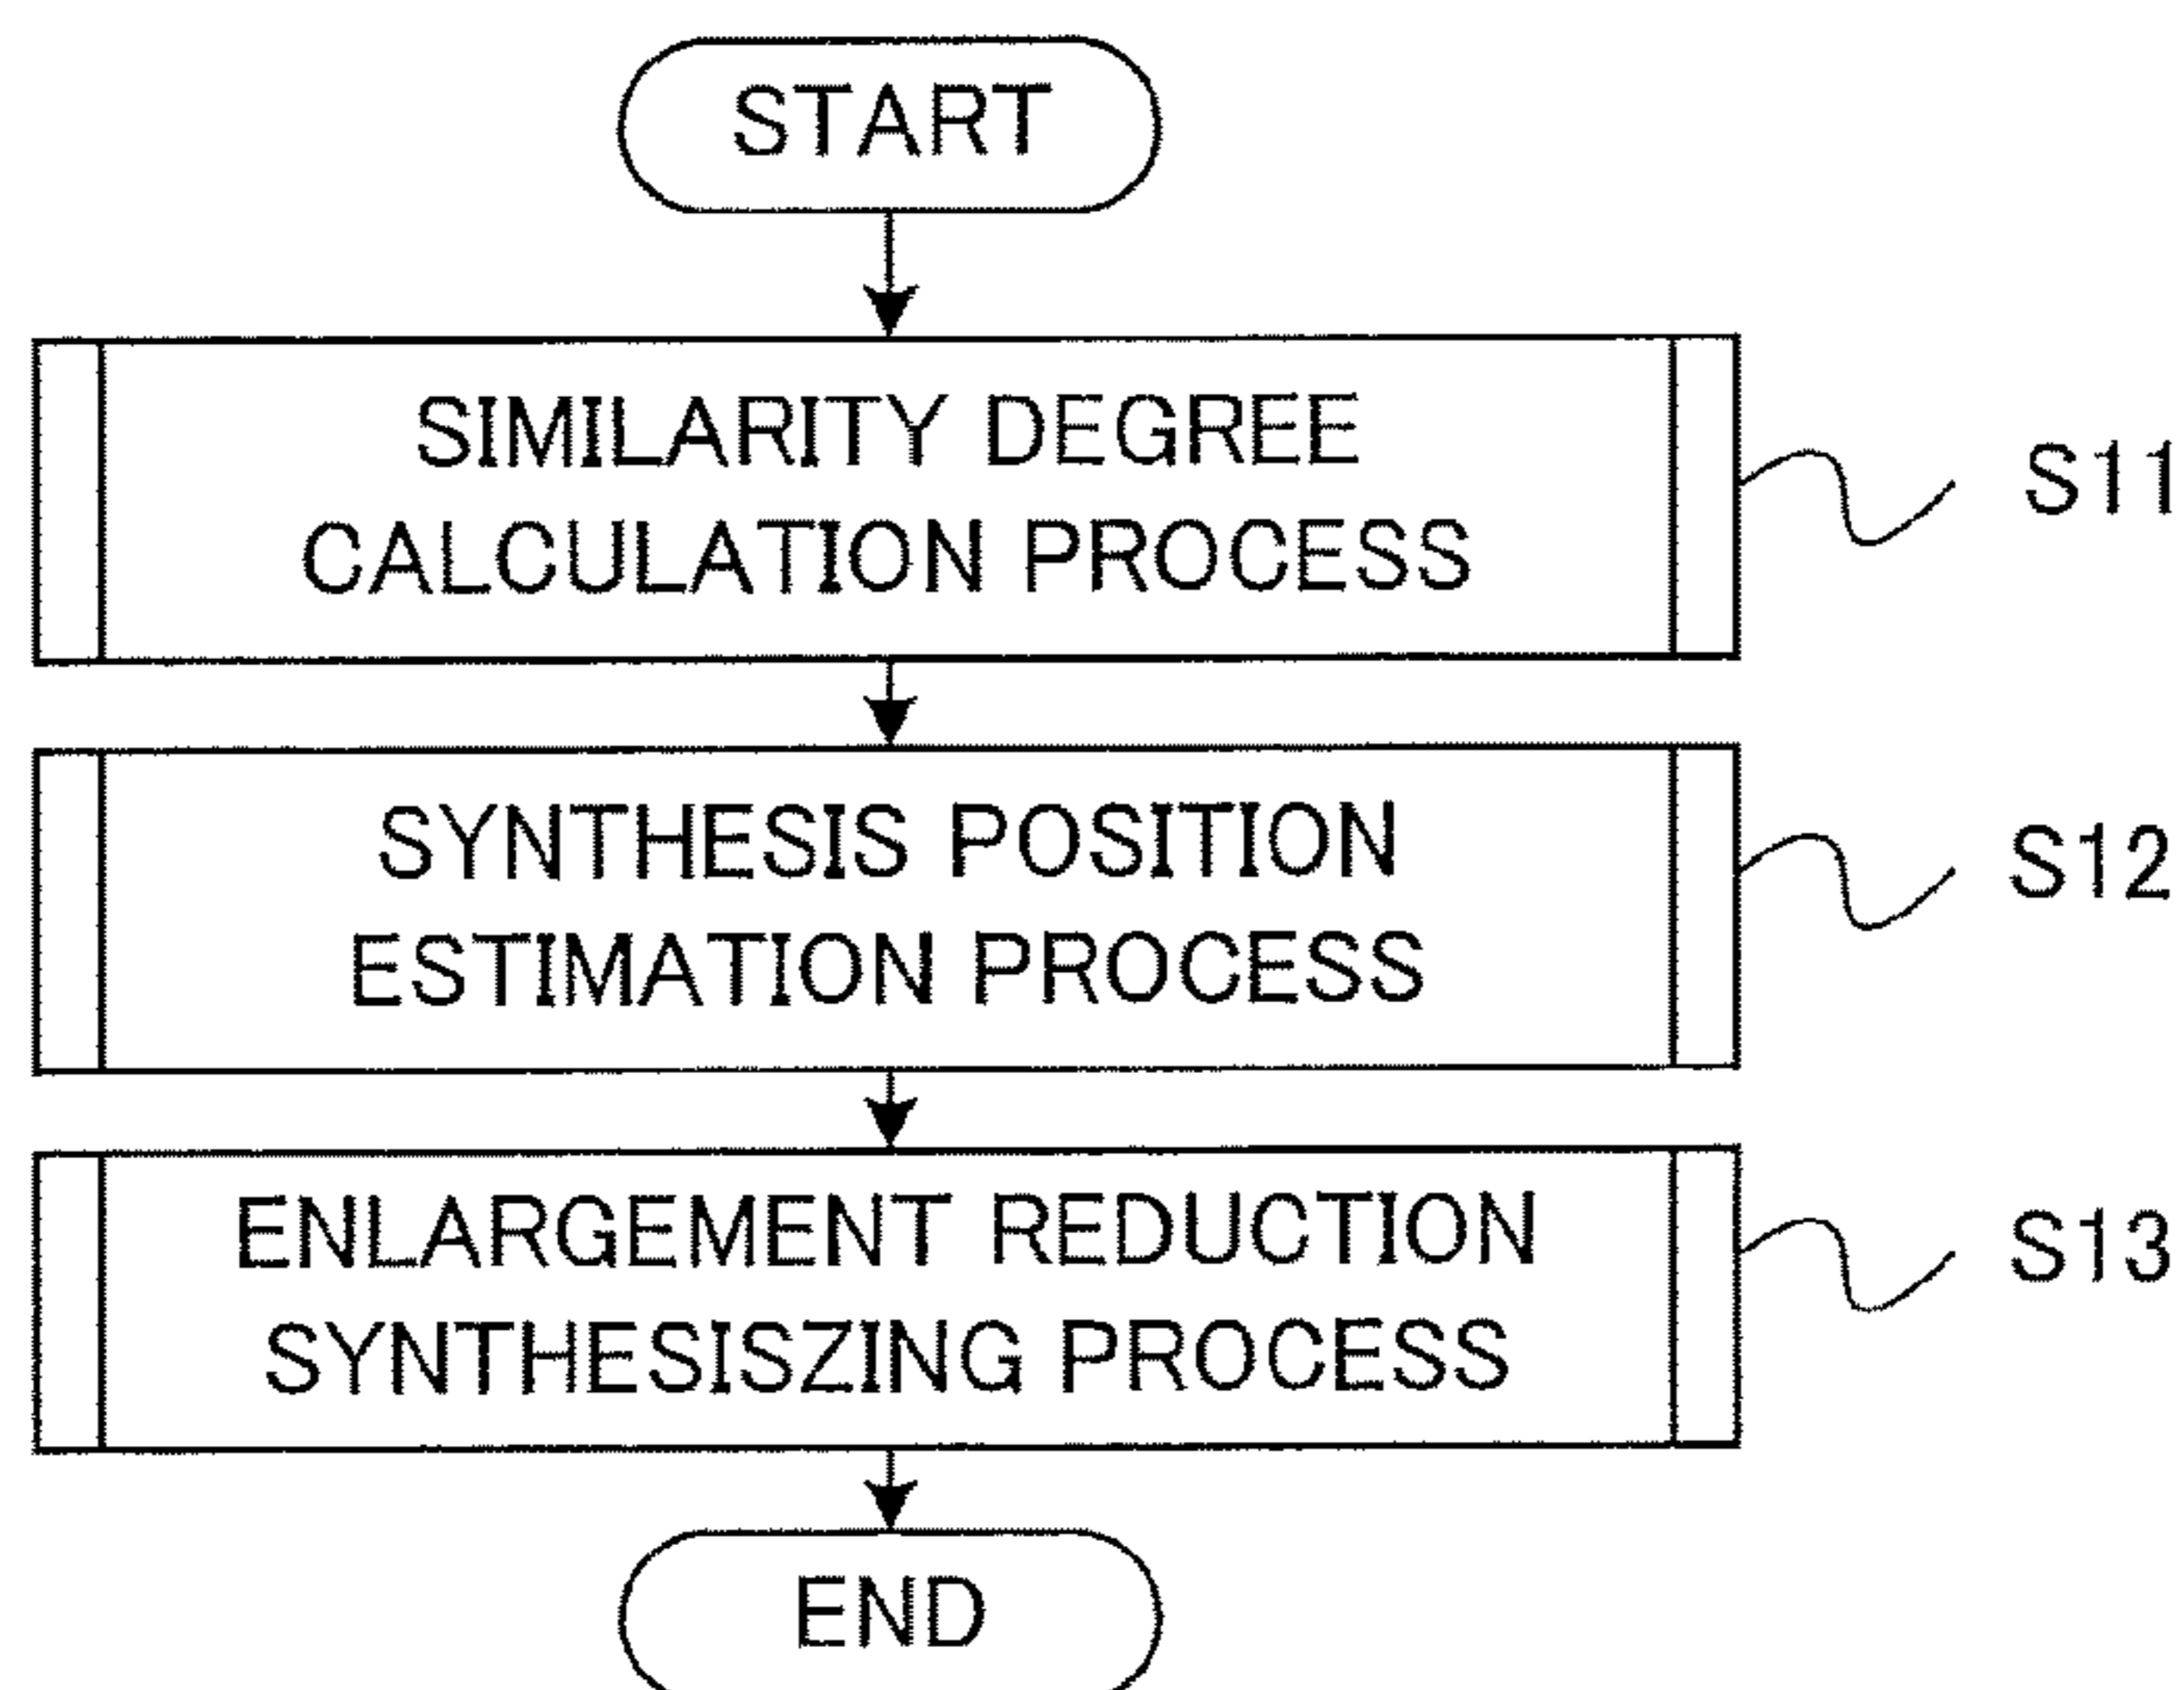 START
SIMILARITY DEGREE
CALCULATION PROCESS
S11
SYNTHESIS POSITION
ESTIMATION PROCESS
S12
ENLARGEMENT REDUCTION
SYNTHESISZING PROCESS
S13
END